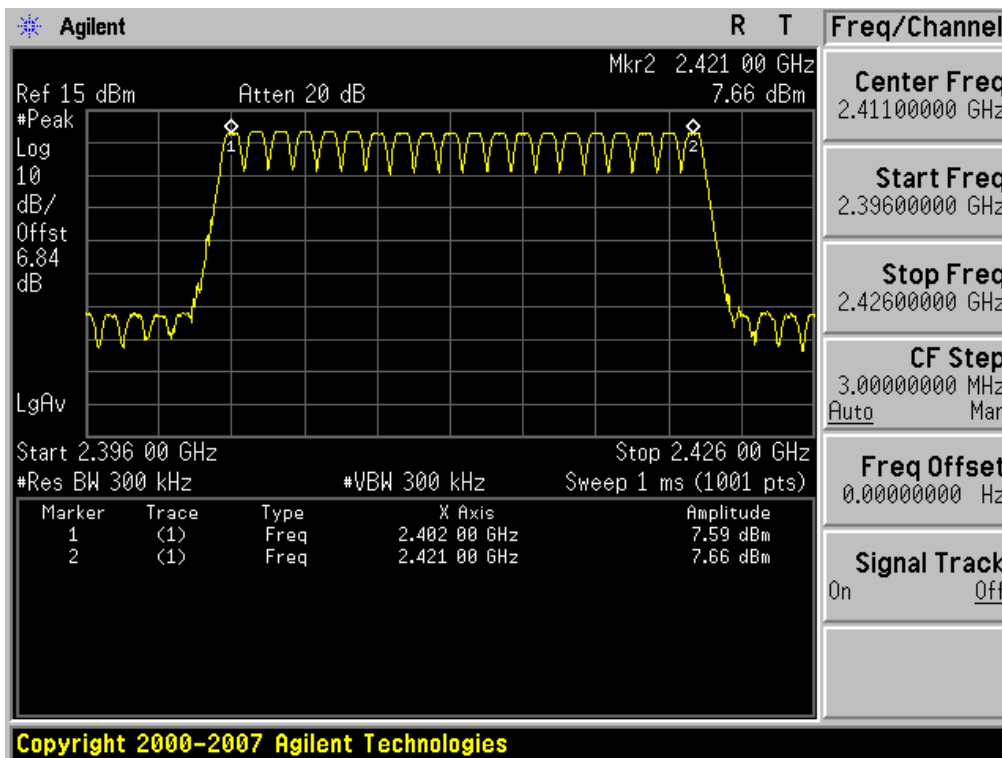 Agilent R T Freq/Channel
Mkr2 2.421 00 GHz
Ref 15 dBm Atten 20 dB 7.66 dBm
#Peak
Log
10
dB/
Offst
6.84
dB
LgAv
1 2
Start 2.396 00 GHz Stop 2.426 00 GHz
#Res BW 300 kHz #VBW 300 kHz Sweep 1 ms (1001 pts)
Marker Trace Type X Axis Amplitude
1 (1) Freq 2.402 00 GHz 7.59 dBm
2 (1) Freq 2.421 00 GHz 7.66 dBm
Center Freq
2.41100000 GHz
Start Freq
2.39600000 GHz
Stop Freq
2.42600000 GHz
CF Step
3.00000000 MHz
Auto Man
Freq Offset
0.00000000 Hz
Signal Track
On Off
Copyright 2000-2007 Agilent Technologies